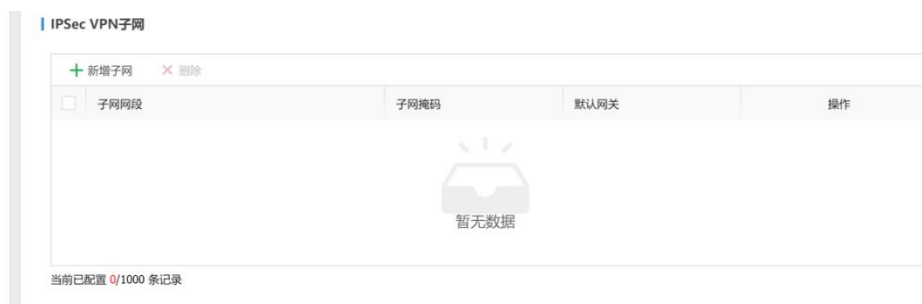 IPSec VPN子网
新增子网 删除
子网网段 子网掩码 默认网关 操作
暂无数据
当前已配置 0/1000 条记录